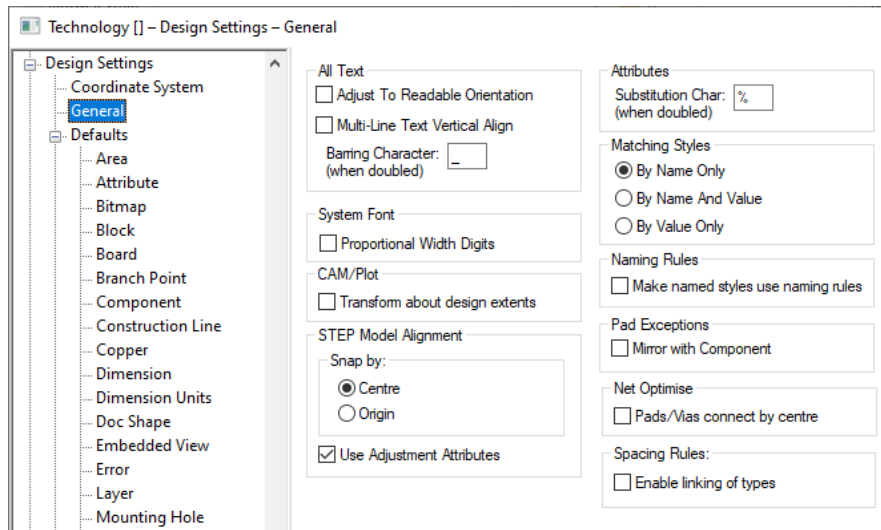 Technology [] – Design Settings – General
Design Settings
Coordinate System
General
Defaults
Area
Attribute
Bitmap
Block
Board
Branch Point
Component
Construction Line
Copper
Dimension
Dimension Units
Doc Shape
Embedded View
Error
Layer
Mounting Hole
All Text
Adjust To Readable Orientation
Multi-Line Text Vertical Align
Barring Character: _
(when doubled)
System Font
Proportional Width Digits
CAM/Plot
Transform about design extents
STEP Model Alignment
Snap by:
Centre
Origin
Use Adjustment Attributes
Attributes
Substitution Char: %
(when doubled)
Matching Styles
By Name Only
By Name And Value
By Value Only
Naming Rules
Make named styles use naming rules
Pad Exceptions
Mirror with Component
Net Optimise
Pads/Vias connect by centre
Spacing Rules:
Enable linking of types